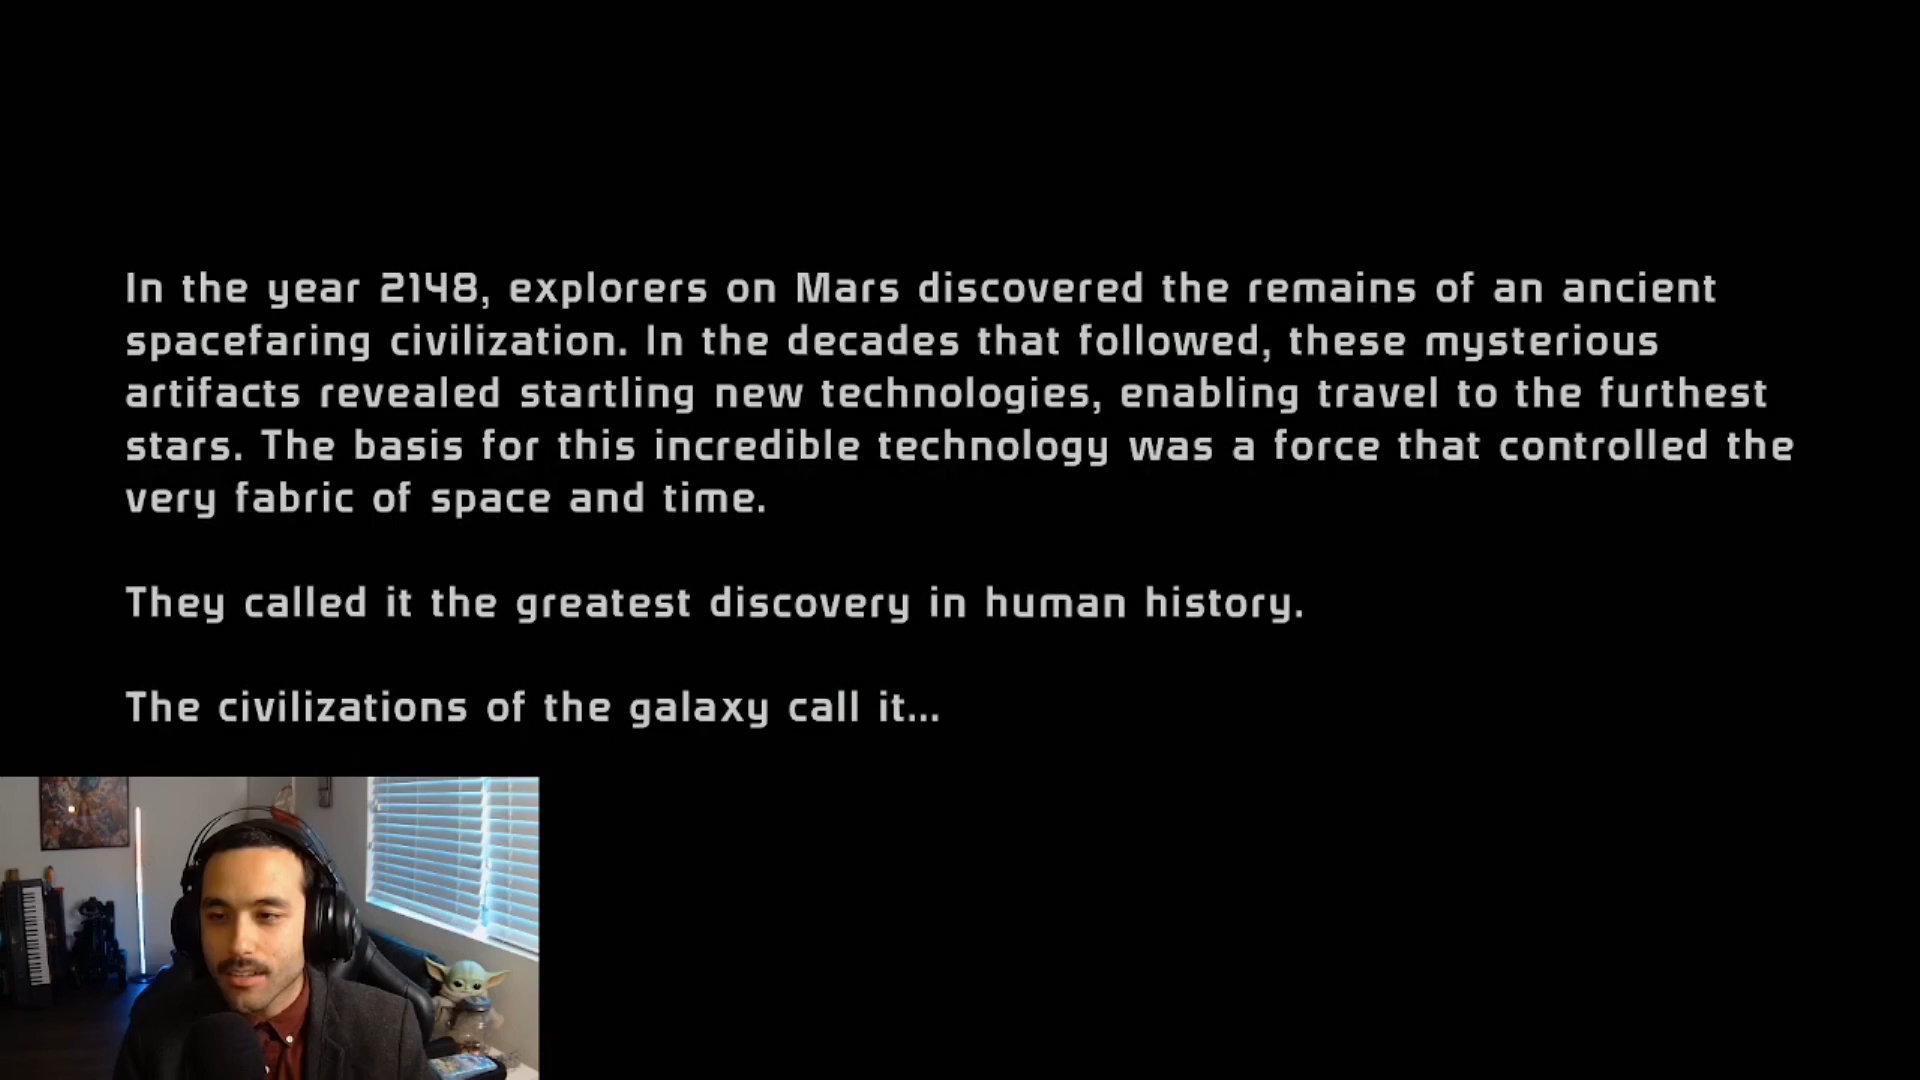 In the year 2148, explorers on Mars discovered the remains of an ancient
spacefaring civilization. In the decades that followed, these mysterious
artifacts revealed startling new technologies, enabling travel to the furthest
stars. The basis for this incredible technology was a force that controlled the
very fabric of space and time.
They called it the greatest discovery in human history.
The civilizations of the galaxy call it...